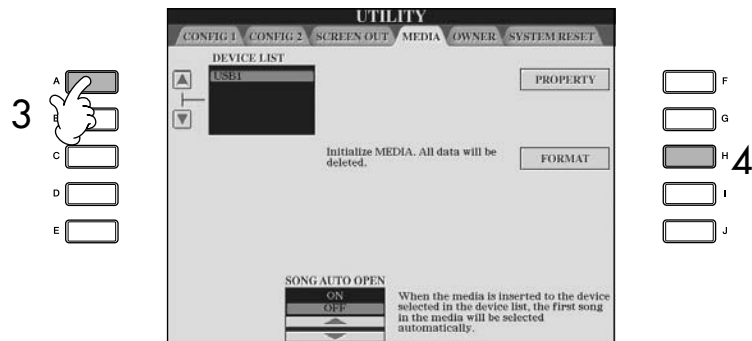 UTILITY
CONFIG 1 CONFIG 2 SCREEN OUT MEDIA OWNER SYSTEM RESET
DEVICE LIST
USB1
PROPERTY
Initialize MEDIA. All data will be
deleted.
FORMAT
SONG AUTO OPEN
ON
OFF
When the media is inserted to the device
selected in the device list, the first song
in the media will be selected
automatically.
3
A
B
C
D
E
F
G
H
4
I
J